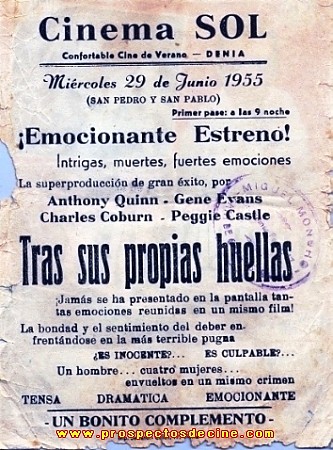 Cinema SOL
Confortable Cine de Verano — DENIA
Miércoles 29 de Junio 1955
(SAN PEDRO Y SAN PABLO)
Primer pase: a las 9 noche
¡Emocionante Estreno!
Intrigas, muertes, fuertes emociones
La superproducción de gran éxito, por
Anthony Quinn - Gene Evans
Charles Coburn - Peggie Castle
MIGUEL MONCHO
Tras sus propias huellas
¡Jamás se ha presentado en la pantalla tan-
tas emociones reunidas en un mismo film!
La bondad y el sentimiento del deber en-
frentándose en la más terrible pugna
¿ES INOCENTE?... ES CULPABLE?...
Un hombre... cuatro mujeres...
envueltos en un mismo crimen
TENSA DRAMATICA EMOCIONANTE
- UN BONITO COMPLEMENTO -
www.prospectosdecine.com